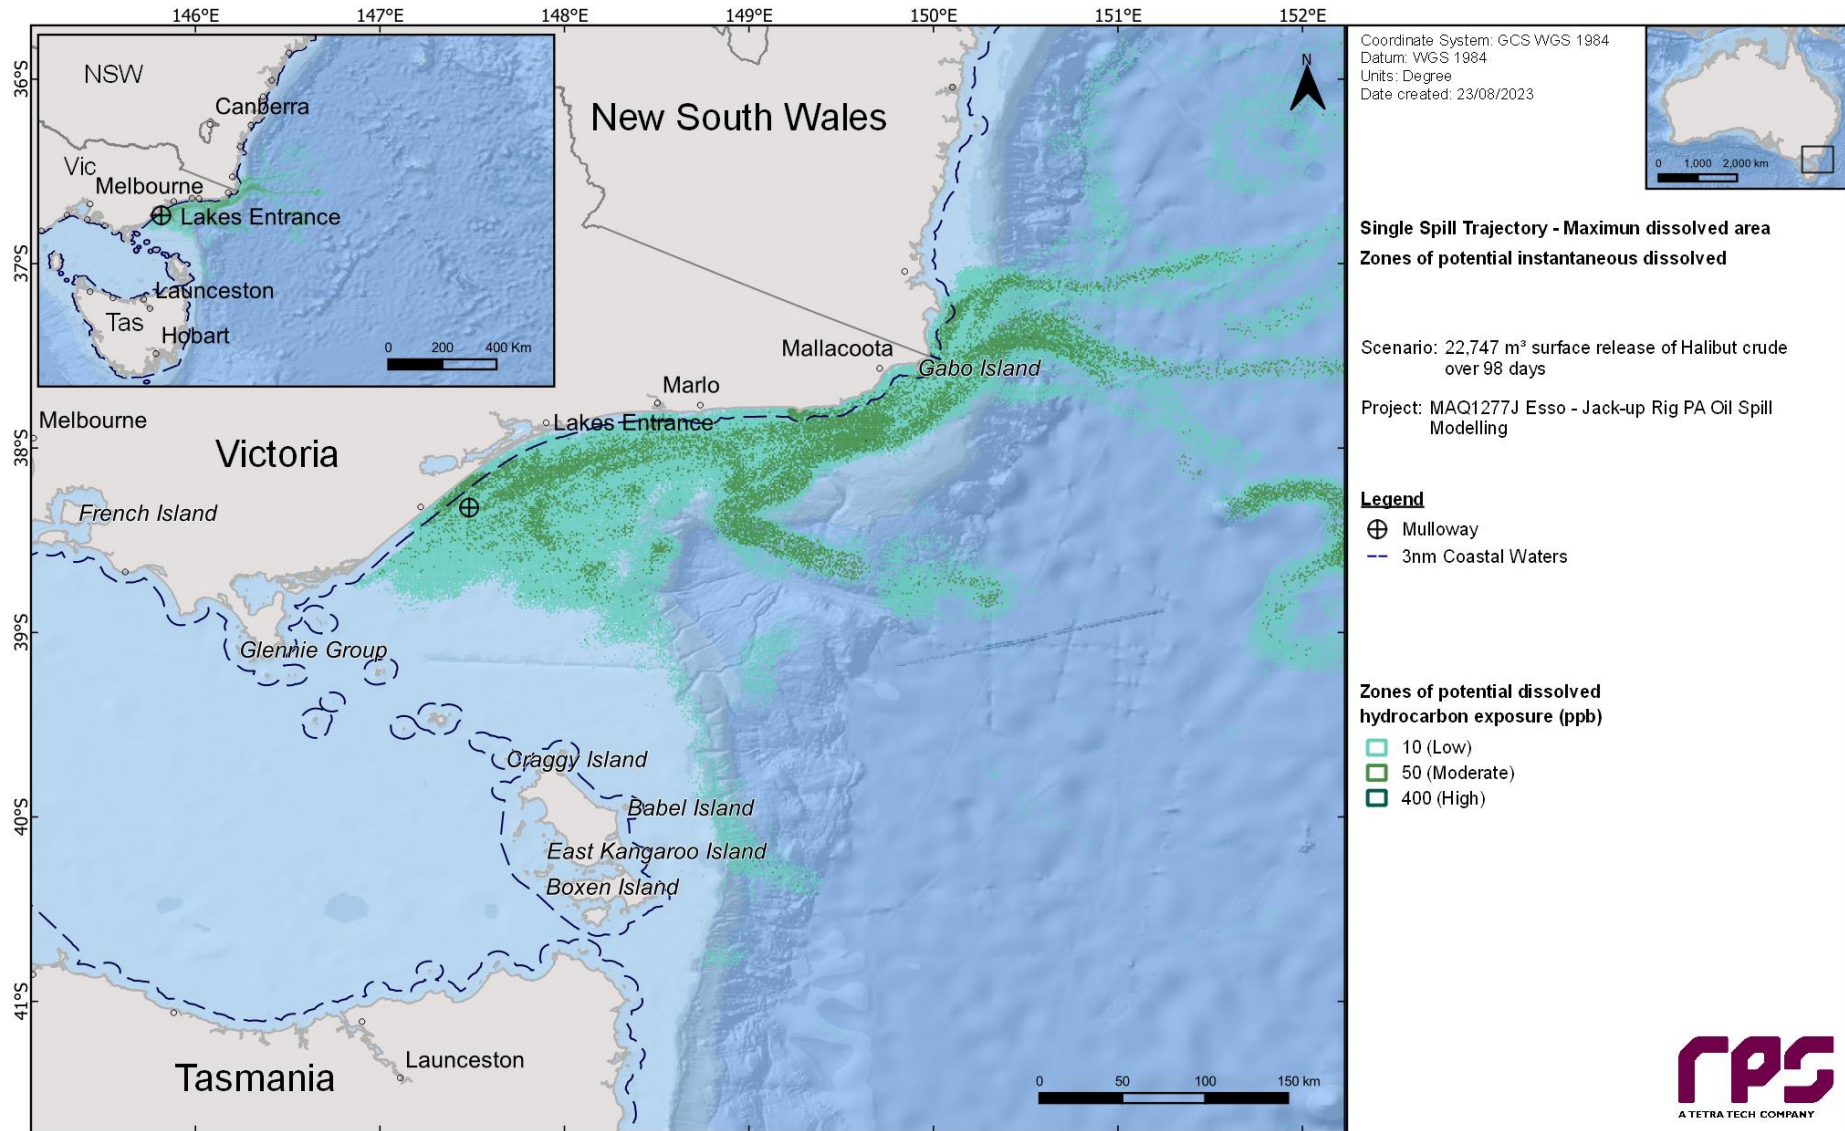 146°E
147°E
148°E
149°E
150°E
151°E
152°E
36°S
37°S
38°S
39°S
40°S
41°S
NSW
Canberra
Vic
Melbourne
Lakes Entrance
Launceston
Tas
Hobart
0 200 400 Km
New South Wales
N
Mallacoota
Gabo Island
Marlo
Lakes Entrance
Melbourne
Victoria
French Island
Glennie Group
Craggy Island
Babel Island
East Kangaroo Island
Boxen Island
Launceston
Tasmania
0 50 100 150 km
Coordinate System: GCS WGS 1984
Datum: WGS 1984
Units: Degree
Date created: 23/08/2023
0 1,000 2,000 km
Single Spill Trajectory - Maximun dissolved area
Zones of potential instantaneous dissolved
Scenario: 22,747 m³ surface release of Halibut crude
over 98 days
Project: MAQ1277J Esso - Jack-up Rig PA Oil Spill
Modelling
Legend
Mulloway
3nm Coastal Waters
Zones of potential dissolved
hydrocarbon exposure (ppb)
10 (Low)
50 (Moderate)
400 (High)
rps
A TETRA TECH COMPANY